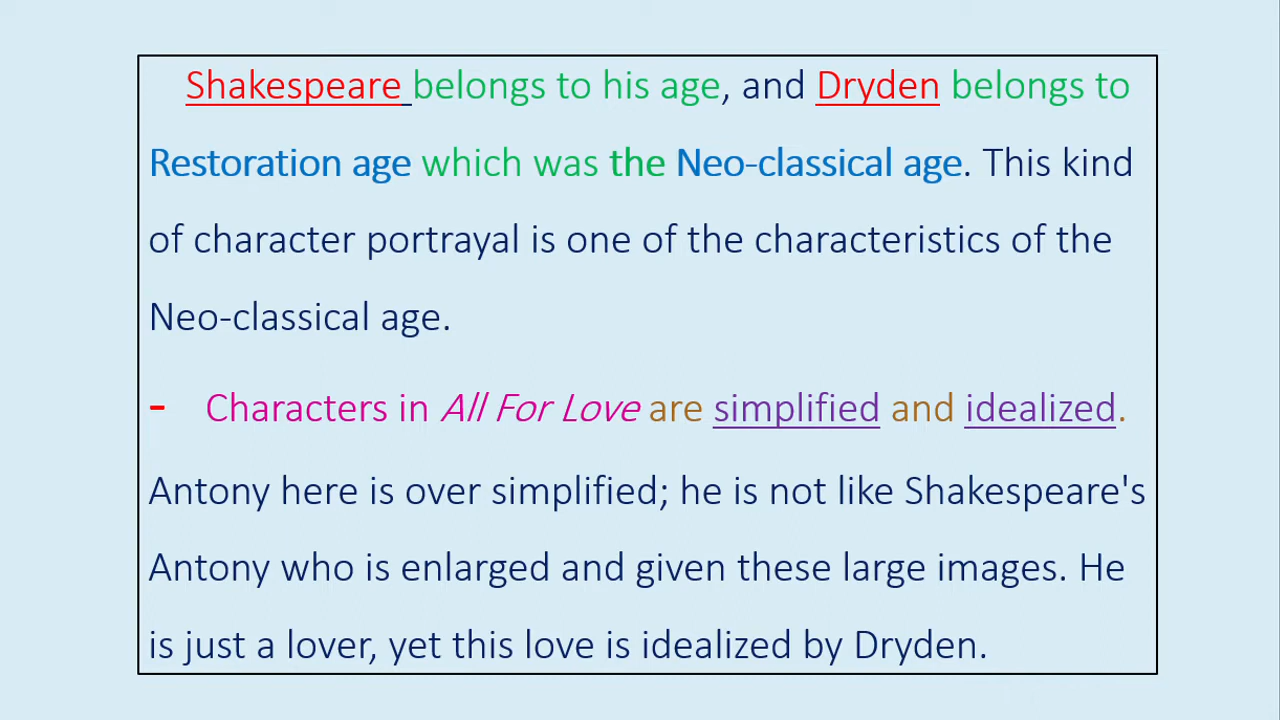 Shakespeare belongs to his age, and Dryden belongs to
Restoration age which was the Neo-classical age. This kind
of character portrayal is one of the characteristics of the
Neo-classical age.
- Characters in All For Love are simplified and idealized.
Antony here is over simplified; he is not like Shakespeare's
Antony who is enlarged and given these large images. He
is just a lover, yet this love is idealized by Dryden.